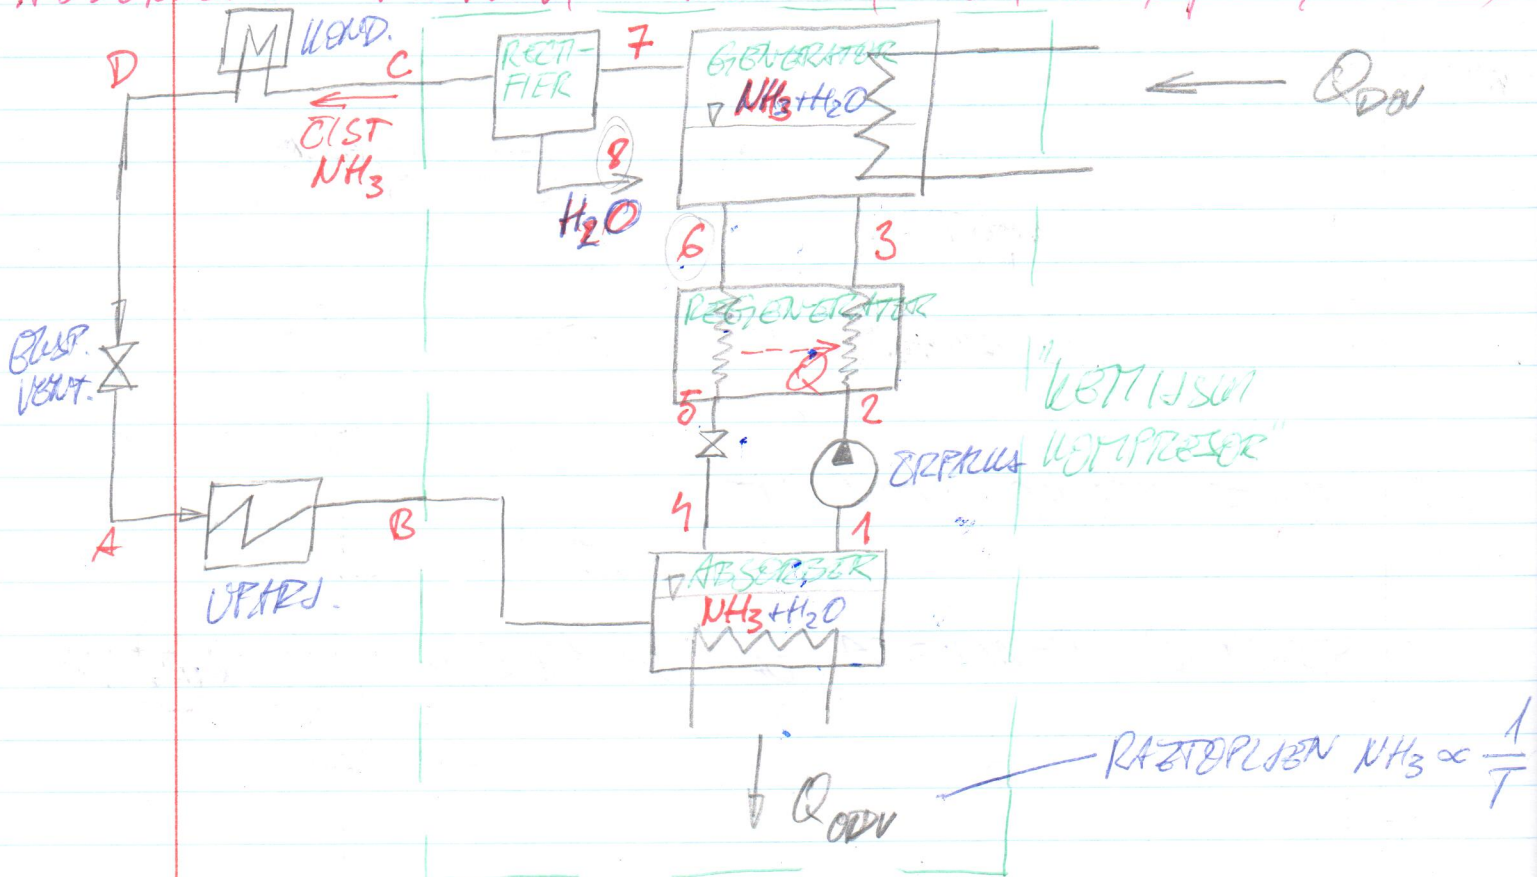 KOND.
D
C
ČIST
NH₃
RECTI-
FIER
7
8
H₂O
GENERATOR
NH₃+H₂O
Q DOV
6
3
REGENERATOR
Q
5
2
EKSP.
VENT.
"KEMIJSKI
KOMPRESOR"
ČRPALKA
4
1
A
B
UPARJ.
ABSORBER
NH₃+H₂O
RAZTOPLJEN NH₃ ∝ 1/T
Q ODV